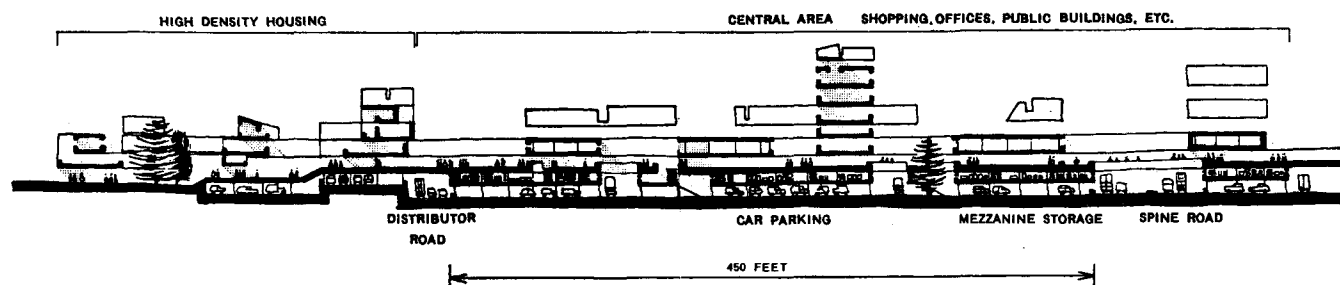 HIGH DENSITY HOUSING
CENTRAL AREA SHOPPING, OFFICES, PUBLIC BUILDINGS, ETC.
DISTRIBUTOR
ROAD
CAR PARKING
MEZZANINE STORAGE
SPINE ROAD
450 FEET